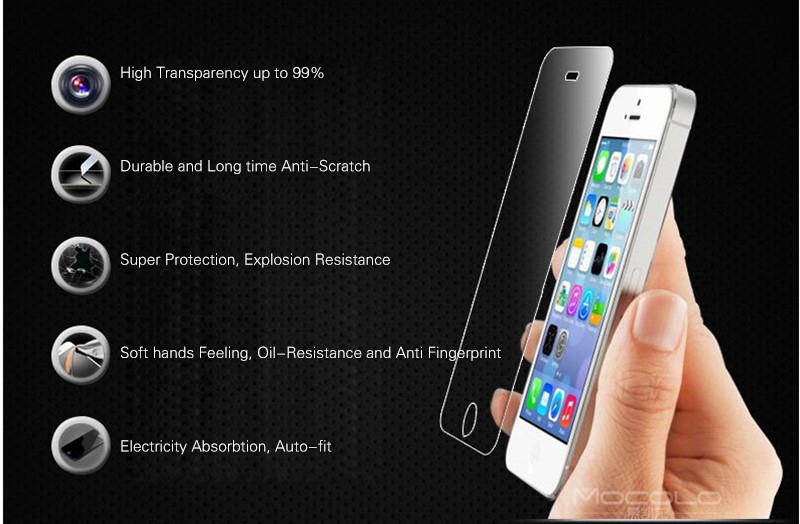 High Transparency up to 99%
Durable and Long time Anti-Scratch
Super Protection, Explosion Resistance
Soft hands Feeling, Oil-Resistance and Anti Fingerprint
Electricity Absorbtion, Auto-fit
MOCOLO